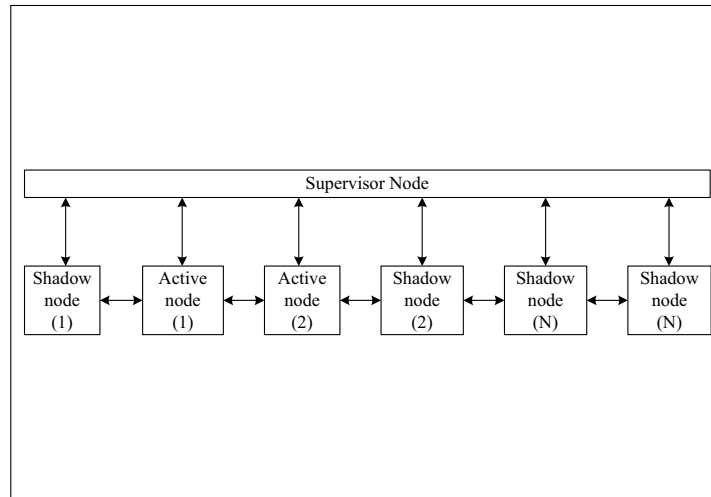 Supervisor Node
Shadow
node
(1)
Active
node
(1)
Active
node
(2)
Shadow
node
(2)
Shadow
node
(N)
Shadow
node
(N)